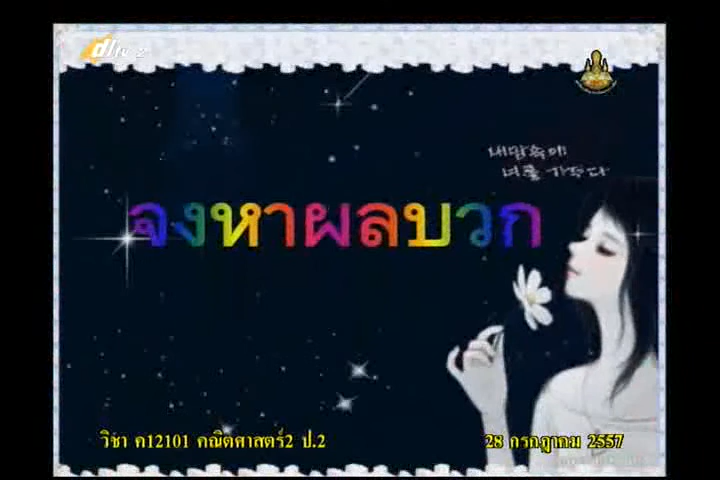 dltv 2
내 맘 속에
너를 가두다
จงหาผลบวก
วิชา ค12101 คณิตศาสตร์2 ป.2
28 กรกฎาคม 2557